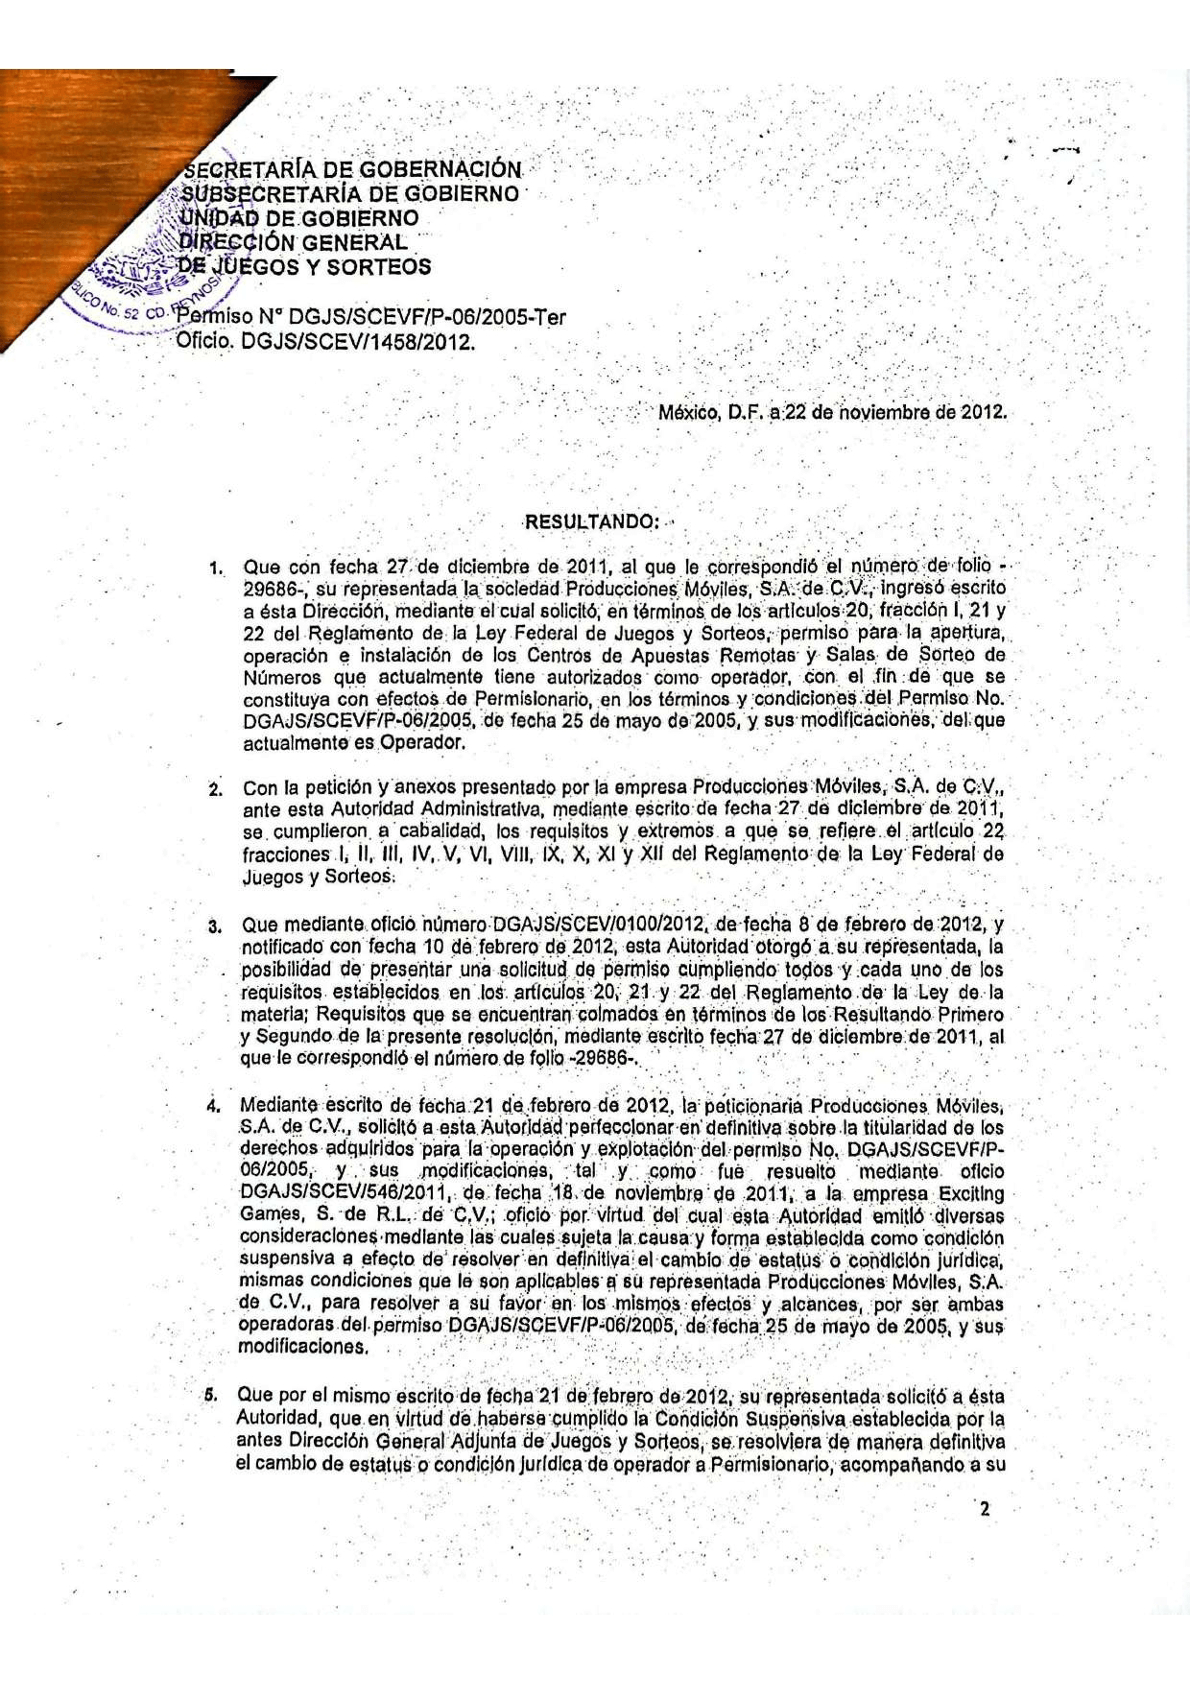 SECRETARÍA DE GOBERNACIÓN
SUBSECRETARÍA DE GOBIERNO
UNIDAD DE GOBIERNO
DIRECCIÓN GENERAL
DE JUEGOS Y SORTEOS
BLICO No. 52 CD. REYNOSA
Permiso N° DGJS/SCEVF/P-06/2005-Ter
Oficio. DGJS/SCEV/1458/2012.
México, D.F. a 22 de noviembre de 2012.
RESULTANDO:
1. Que con fecha 27 de diciembre de 2011, al que le correspondió el número de folio -
29686-, su representada la sociedad Producciones Móviles, S.A. de C.V., ingresó escrito
a ésta Dirección, mediante el cual solicitó, en términos de los artículos 20, fracción I, 21 y
22 del Reglamento de la Ley Federal de Juegos y Sorteos, permiso para la apertura,
operación e instalación de los Centros de Apuestas Remotas y Salas de Sorteo de
Números que actualmente tiene autorizados como operador, con el fin de que se
constituya con efectos de Permisionario, en los términos y condiciones del Permiso No.
DGAJS/SCEVF/P-06/2005, de fecha 25 de mayo de 2005, y sus modificaciones, del que
actualmente es Operador.
2. Con la petición y anexos presentado por la empresa Producciones Móviles, S.A. de C.V.,
ante esta Autoridad Administrativa, mediante escrito de fecha 27 de diciembre de 2011,
se cumplieron a cabalidad, los requisitos y extremos a que se refiere el artículo 22
fracciones I, II, III, IV, V, VI, VIII, IX, X, XI y XII del Reglamento de la Ley Federal de
Juegos y Sorteos.
3. Que mediante oficio número DGAJS/SCEV/0100/2012, de fecha 8 de febrero de 2012, y
notificado con fecha 10 de febrero de 2012, esta Autoridad otorgó a su representada, la
posibilidad de presentar una solicitud de permiso cumpliendo todos y cada uno de los
requisitos establecidos en los artículos 20, 21 y 22 del Reglamento de la Ley de la
materia; Requisitos que se encuentran colmados en términos de los Resultando Primero
y Segundo de la presente resolución, mediante escrito fecha 27 de diciembre de 2011, al
que le correspondió el número de folio -29686-.
4. Mediante escrito de fecha 21 de febrero de 2012, la peticionaria Producciones Móviles,
S.A. de C.V., solicitó a esta Autoridad perfeccionar en definitiva sobre la titularidad de los
derechos adquiridos para la operación y explotación del permiso No. DGAJS/SCEVF/P-
06/2005, y sus modificaciones, tal y como fue resuelto mediante oficio
DGAJS/SCEV/546/2011, de fecha 18 de noviembre de 2011, a la empresa Exciting
Games, S. de R.L. de C.V.; oficio por virtud del cual esta Autoridad emitió diversas
consideraciones mediante las cuales sujeta la causa y forma establecida como condición
suspensiva a efecto de resolver en definitiva el cambio de estatus o condición jurídica,
mismas condiciones que le son aplicables a su representada Producciones Móviles, S.A.
de C.V., para resolver a su favor en los mismos efectos y alcances, por ser ambas
operadoras del permiso DGAJS/SCEVF/P-06/2005, de fecha 25 de mayo de 2005, y sus
modificaciones.
5. Que por el mismo escrito de fecha 21 de febrero de 2012, su representada solicitó a ésta
Autoridad, que en virtud de haberse cumplido la Condición Suspensiva establecida por la
antes Dirección General Adjunta de Juegos y Sorteos, se resolviera de manera definitiva
el cambio de estatus o condición jurídica de operador a Permisionario, acompañando a su
2